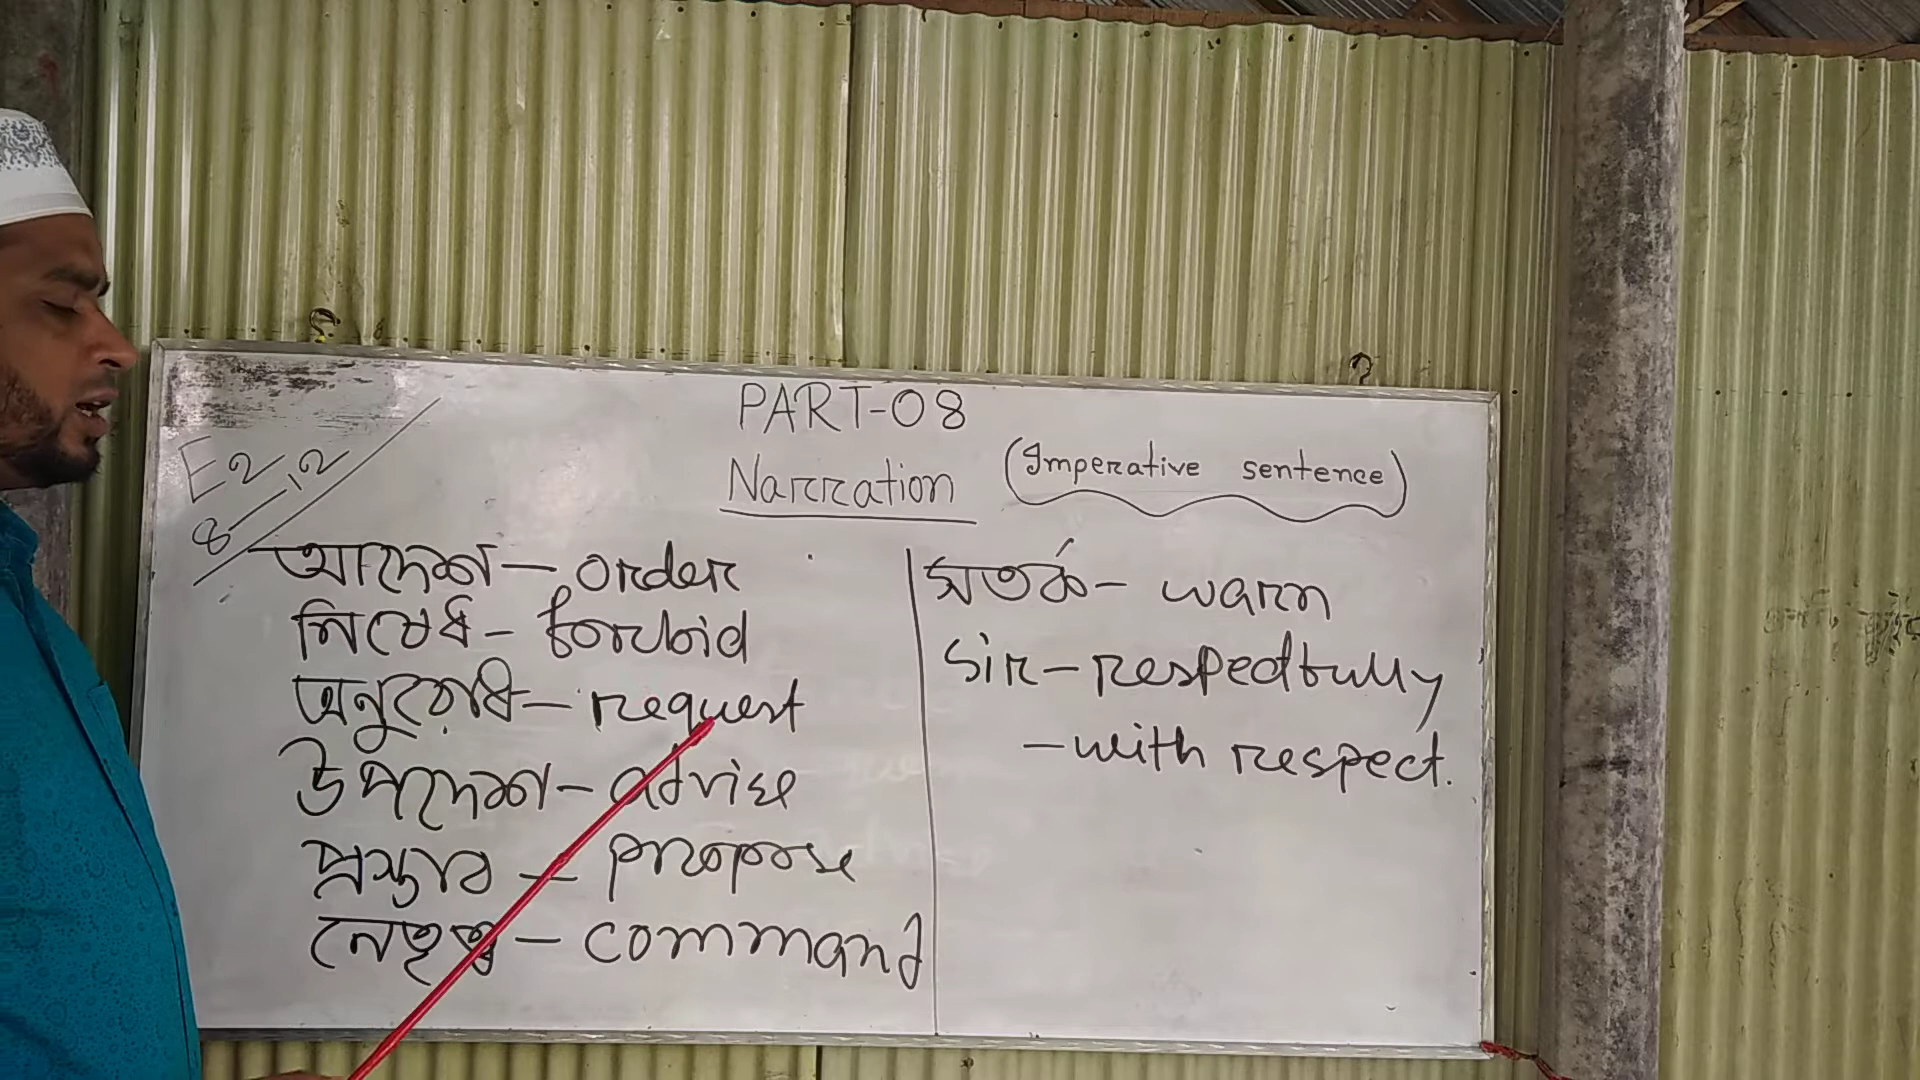 PART-08
Narration (Imperative sentence)
E2
8-12
আদেশ - order
নিষেধ - forbid
অনুরোধ - request
উপদেশ - advise
প্রস্তাব - propose
নেতৃত্ব - command
সতর্ক - warn
Sir - respectfully
- with respect.